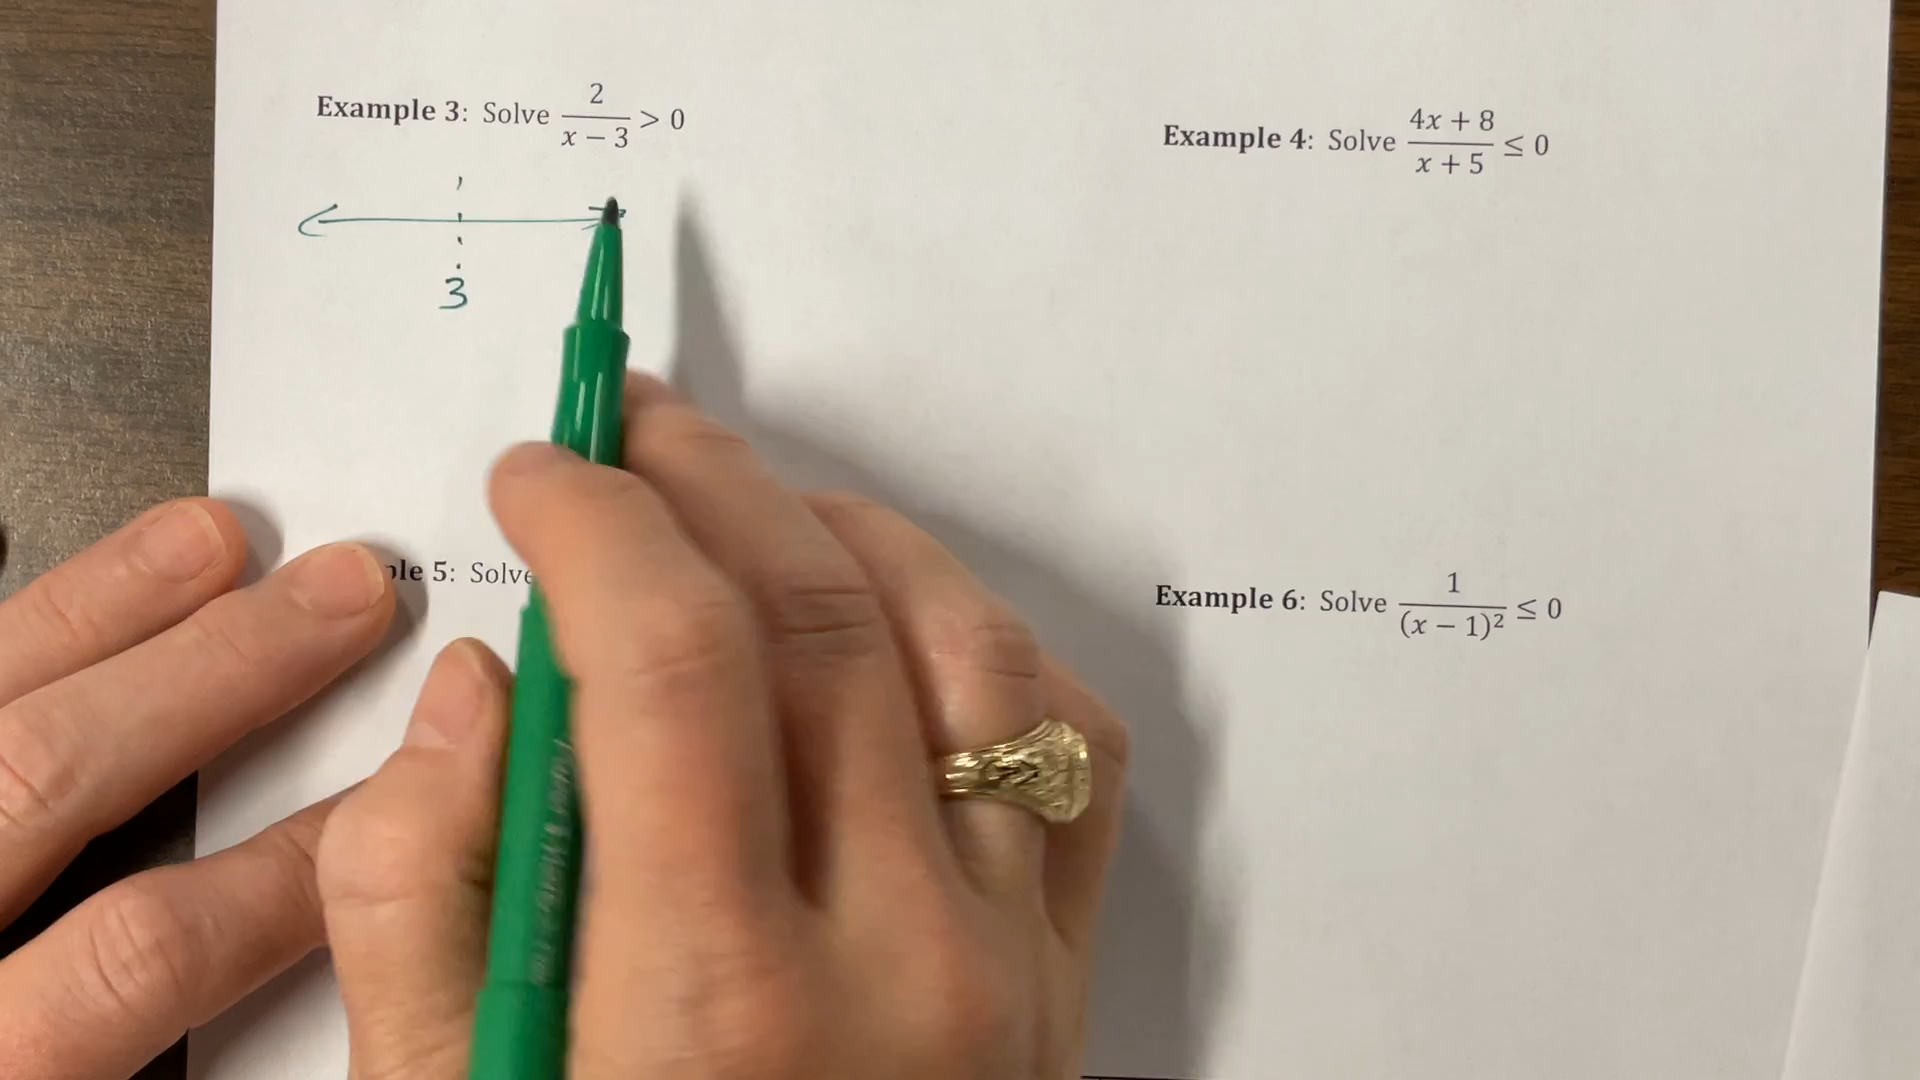 Example 3: Solve 2/(x − 3) > 0
3
Example 4: Solve (4x + 8)/(x + 5) ≤ 0
5: Solve
Example 6: Solve 1/(x − 1)² ≤ 0